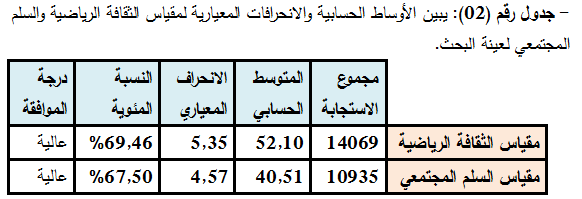 – جدول رقم (02): يبين الأوساط الحسابية والانحرافات المعيارية لمقياس الثقافة الرياضية والسلم
المجتمعي لعينة البحث.
مجموع الاستجابة المتوسط الحسابي الانحراف المعياري النسبة المئوية درجة الموافقة
مقياس الثقافة الرياضية 14069 52,10 5,35 69,46% عالية
مقياس السلم المجتمعي 10935 40,51 4,57 67,50% عالية